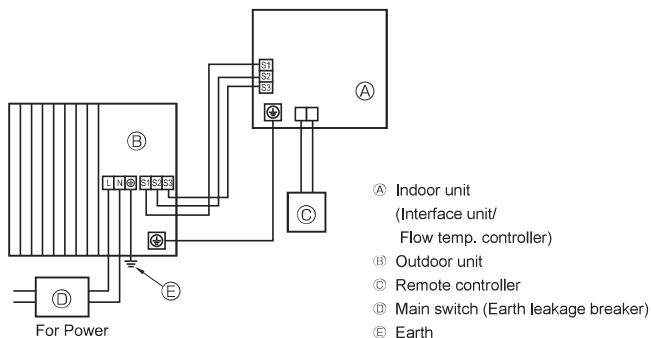 S1
S2
S3
Ⓐ
Ⓑ
L N S1 S2 S3
Ⓒ
Ⓓ
Ⓔ
For Power
Ⓐ Indoor unit
(Interface unit/
Flow temp. controller)
Ⓑ Outdoor unit
Ⓒ Remote controller
Ⓓ Main switch (Earth leakage breaker)
Ⓔ Earth